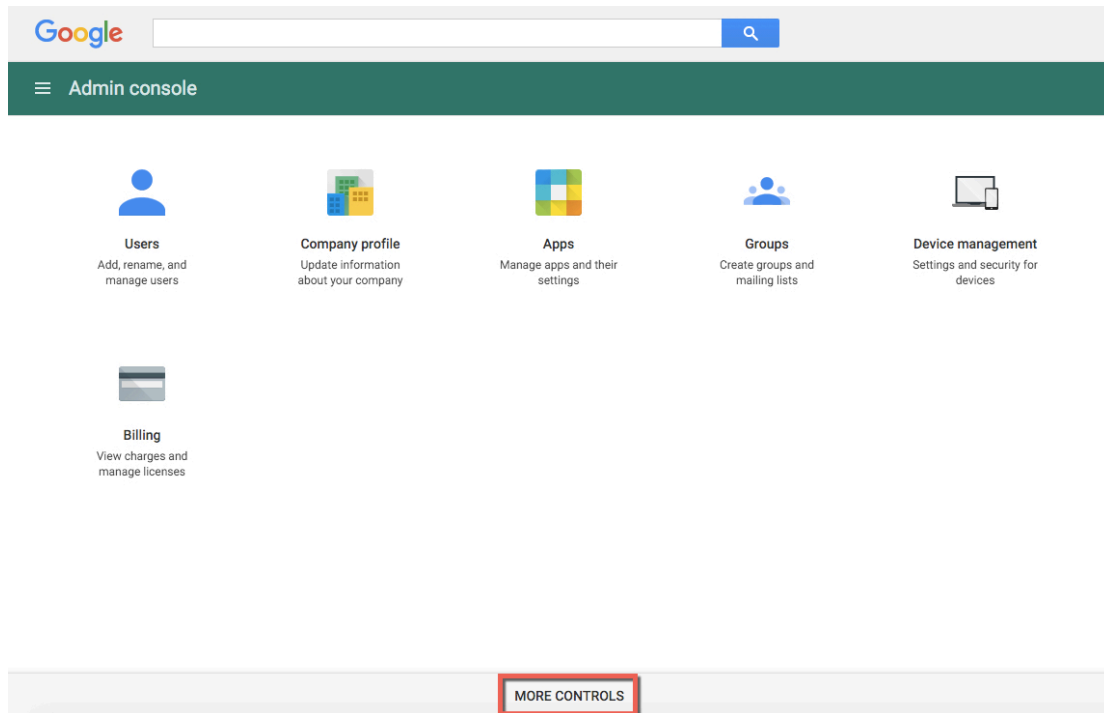 Google
Admin console
Users
Add, rename, and
manage users
Company profile
Update information
about your company
Apps
Manage apps and their
settings
Groups
Create groups and
mailing lists
Device management
Settings and security for
devices
Billing
View charges and
manage licenses
MORE CONTROLS